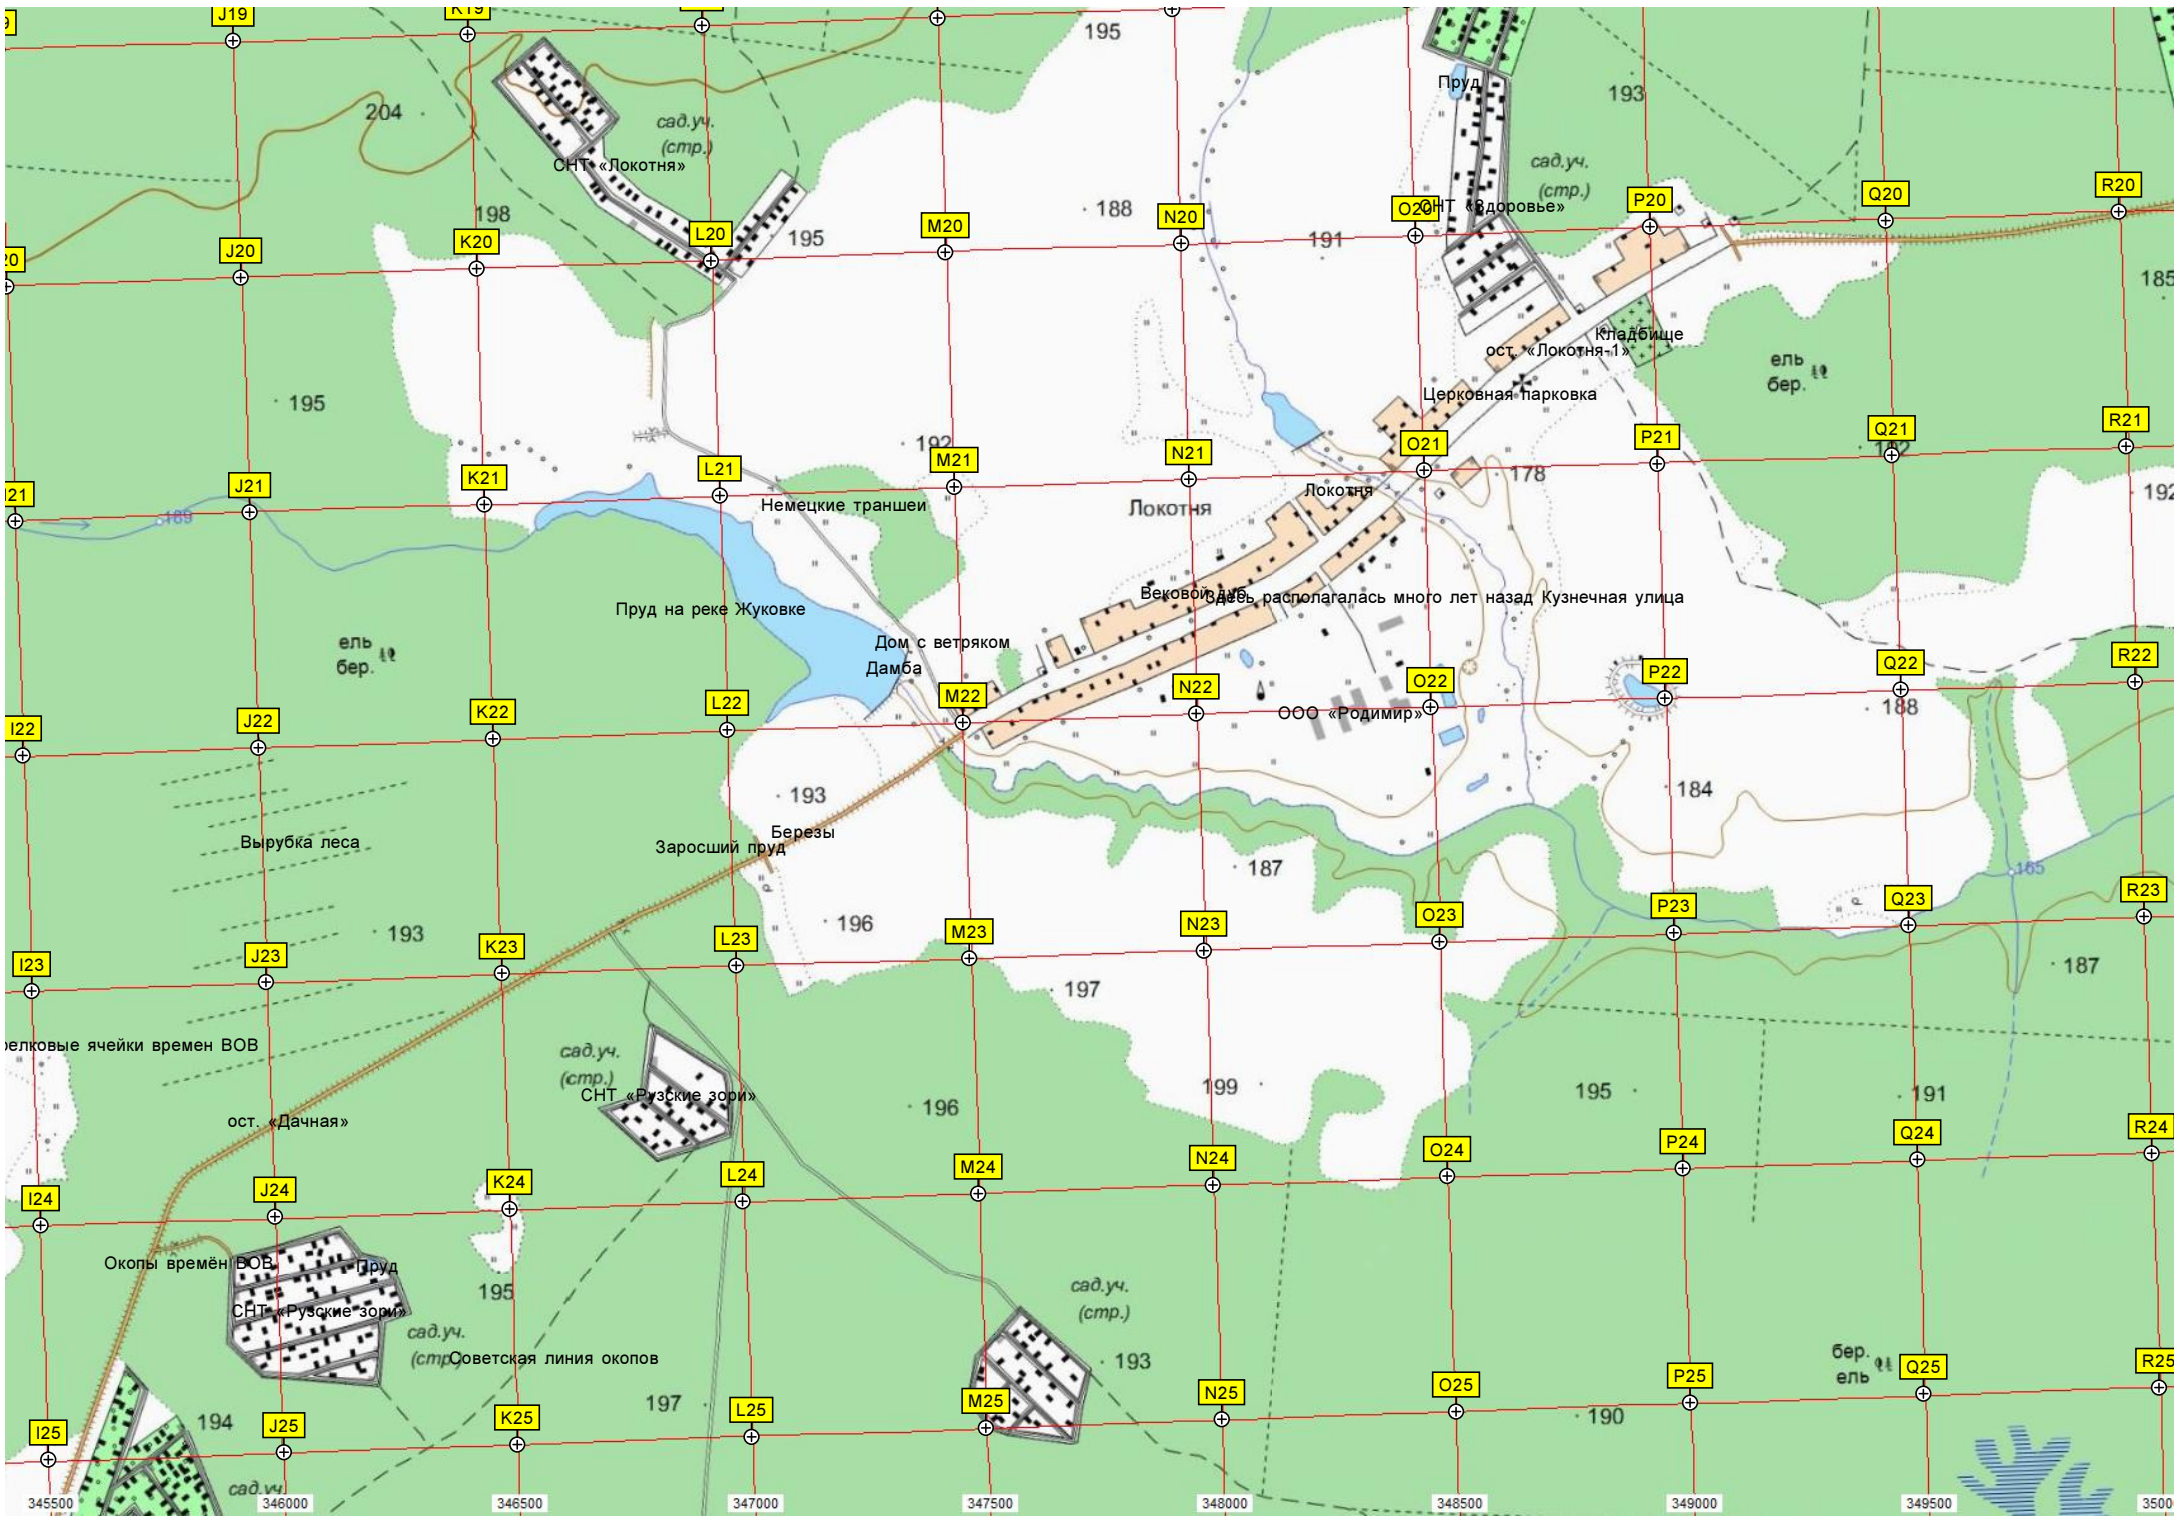 J19
K19
195
Пруд
193
204
сад.уч.
(стр.)
СНТ «Локотня»
сад.уч.
(стр.)
198
L20
195
M20
188
N20
191
O20
СНТ «Здоровье»
P20
Q20
R20
K20
J20
20
185
Кладбище
ост. «Локотня-1»
ель
бер.
Церковная парковка
195
192
Q21
R21
182
O21
P21
178
N21
M21
L21
K21
J21
192
Локотня
Локотня
Немецкие траншеи
189
Вековой дуб
Здесь располагалась много лет назад Кузнечная улица
Пруд на реке Жуковке
ель
бер.
Дом с ветряком
Дамба
R22
Q22
P22
O22
N22
M22
L22
K22
J22
I22
188
ООО «Родимир»
193
184
Березы
Вырубка леса
Заросший пруд
187
165
R23
Q23
P23
O23
N23
M23
L23
K23
J23
I23
193
196
187
197
сад.уч.
(стр.)
СНТ «Рузские зори»
199
195
191
196
ост. «Дачная»
R24
Q24
P24
O24
N24
M24
L24
K24
J24
I24
Окопы времён ВОВ
Пруд
СНТ «Рузские зори»
195
сад.уч.
(стр.)
сад.уч.
Советская линия окопов
193
бер.
ель
R25
Q25
P25
O25
N25
M25
L25
K25
J25
I25
197
194
190
сад.уч.
345500
346000
346500
347000
347500
348000
348500
349000
349500